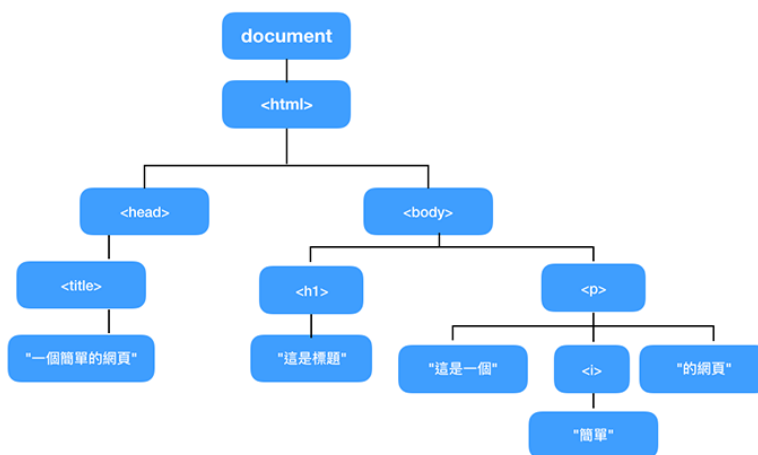 document
<html>
<head>
<body>
<title>
<h1>
<p>
"一個簡單的網頁"
"這是標題"
"這是一個"
<i>
"的網頁"
"簡單"